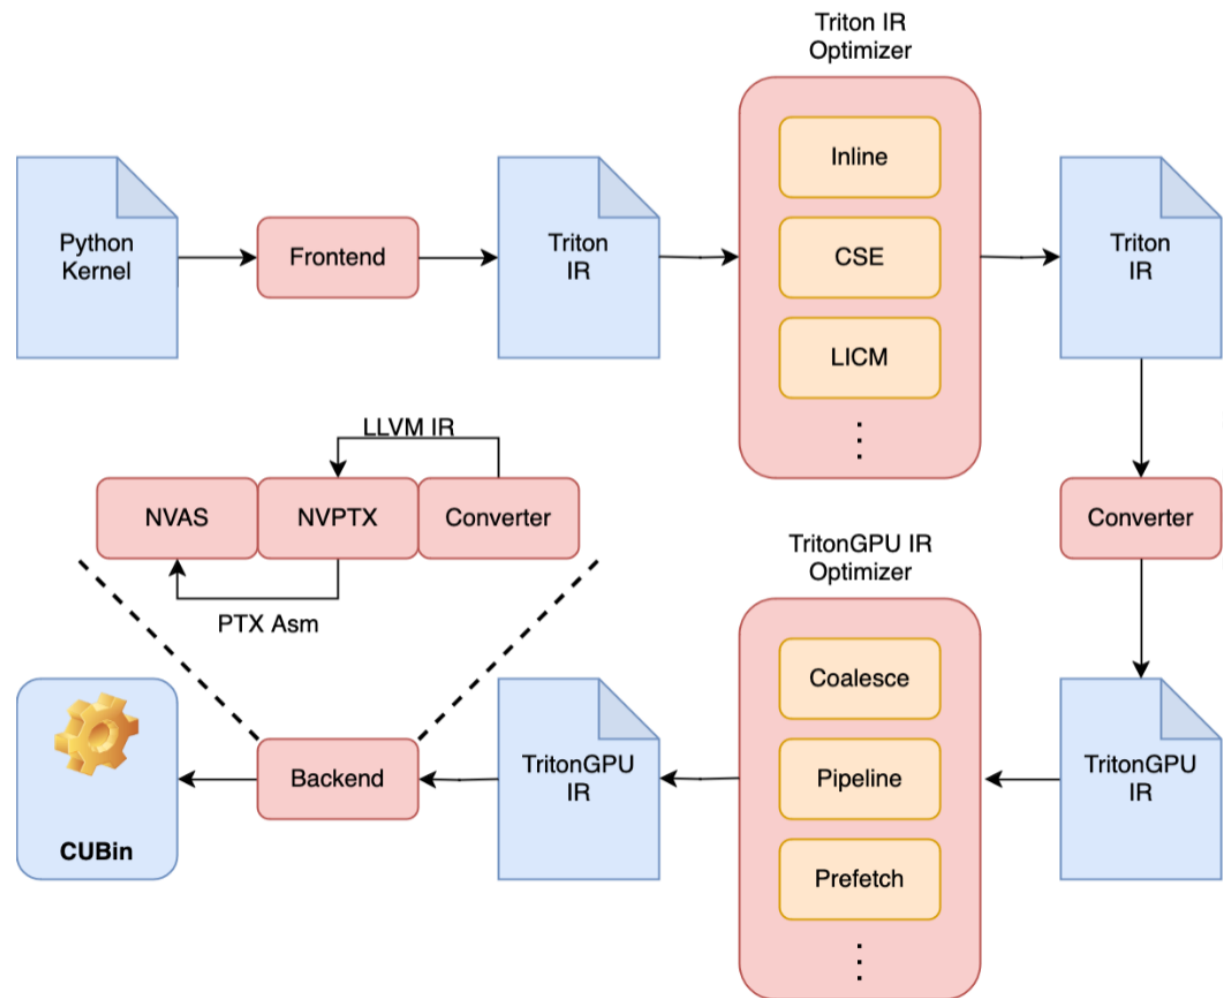 Triton IR
Optimizer
Inline
Python
Kernel
Frontend
Triton
IR
CSE
Triton
IR
LICM
LLVM IR
NVAS
NVPTX
Converter
Converter
TritonGPU IR
Optimizer
PTX Asm
Coalesce
CUBin
Backend
TritonGPU
IR
Pipeline
TritonGPU
IR
Prefetch